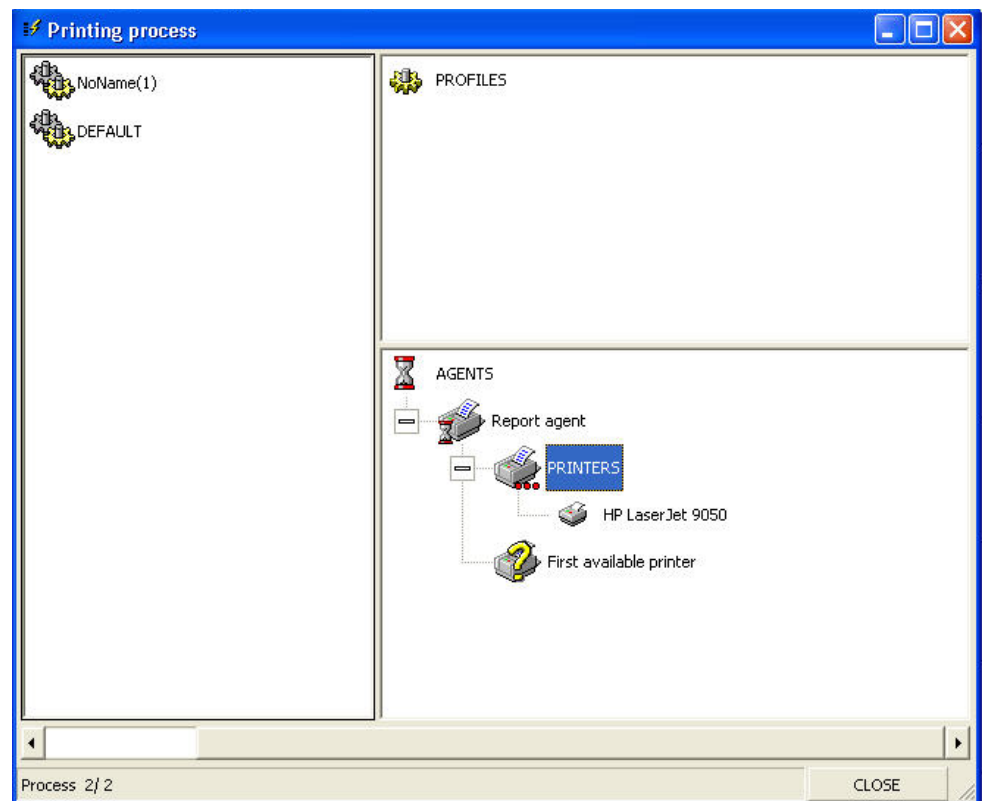 Printing process
NoName(1)
DEFAULT
PROFILES
AGENTS
Report agent
PRINTERS
HP LaserJet 9050
First available printer
Process 2/ 2
CLOSE